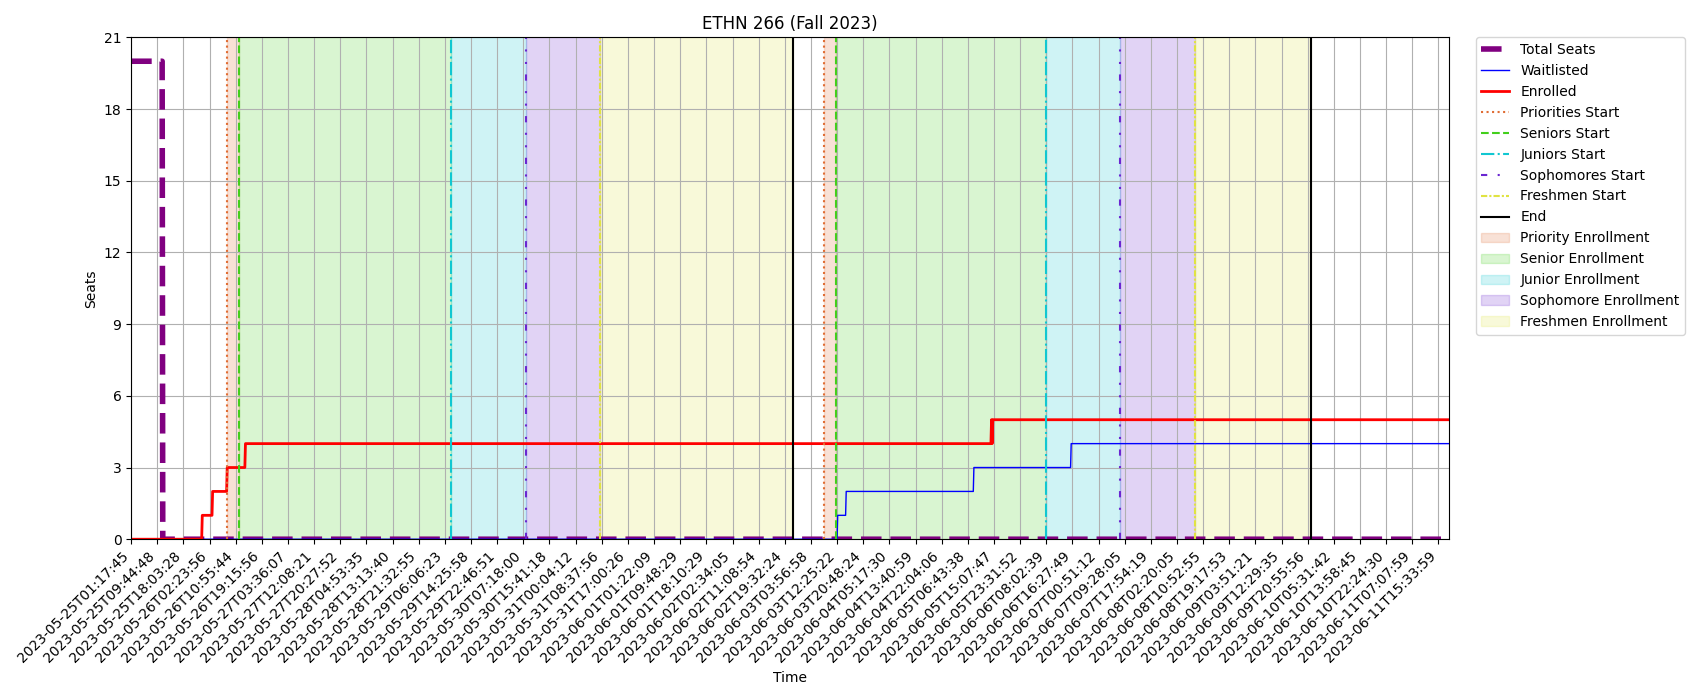 ETHN 266 (Fall 2023)
21
18
15
12
9
6
3
0
Seats
2023-05-25T01:17:45
2023-05-25T09:44:48
2023-05-25T18:03:28
2023-05-26T02:23:56
2023-05-26T10:55:44
2023-05-26T19:15:56
2023-05-27T03:36:07
2023-05-27T12:08:21
2023-05-27T20:27:52
2023-05-28T04:53:35
2023-05-28T13:13:40
2023-05-28T21:32:55
2023-05-29T06:06:23
2023-05-29T14:25:58
2023-05-29T22:46:51
2023-05-30T07:18:00
2023-05-30T15:41:18
2023-05-31T00:04:12
2023-05-31T08:37:56
2023-05-31T17:00:26
2023-06-01T01:22:09
2023-06-01T09:48:29
2023-06-01T18:10:29
2023-06-02T02:34:05
2023-06-02T11:08:54
2023-06-02T19:32:24
2023-06-03T03:56:58
2023-06-03T12:25:22
2023-06-03T20:48:24
2023-06-04T05:17:30
2023-06-04T13:40:59
2023-06-04T22:04:06
2023-06-05T06:43:38
2023-06-05T15:07:47
2023-06-05T23:31:52
2023-06-06T08:02:39
2023-06-06T16:27:49
2023-06-07T00:51:12
2023-06-07T09:28:05
2023-06-07T17:54:19
2023-06-08T02:20:05
2023-06-08T10:52:55
2023-06-08T19:17:53
2023-06-09T03:51:21
2023-06-09T12:29:35
2023-06-09T20:55:56
2023-06-10T05:31:42
2023-06-10T13:58:45
2023-06-10T22:24:30
2023-06-11T07:07:59
2023-06-11T15:33:59
Time
Total Seats
Waitlisted
Enrolled
Priorities Start
Seniors Start
Juniors Start
Sophomores Start
Freshmen Start
End
Priority Enrollment
Senior Enrollment
Junior Enrollment
Sophomore Enrollment
Freshmen Enrollment